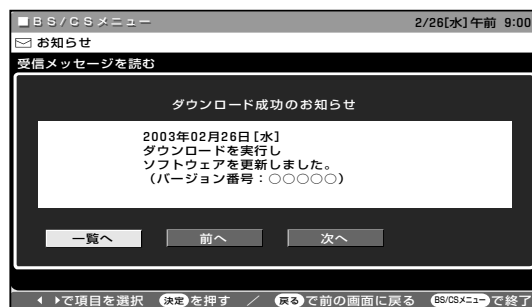 ■BS/CSメニュー 2/26[水]午前 9:00
お知らせ
受信メッセージを読む
ダウンロード成功のお知らせ
2003年02月26日[水]
ダウンロードを実行し
ソフトウェアを更新しました。
(バージョン番号:○○○○○)
一覧へ 前へ 次へ
で項目を選択 決定を押す / 戻るで前の画面に戻る BS/CSメニューで終了